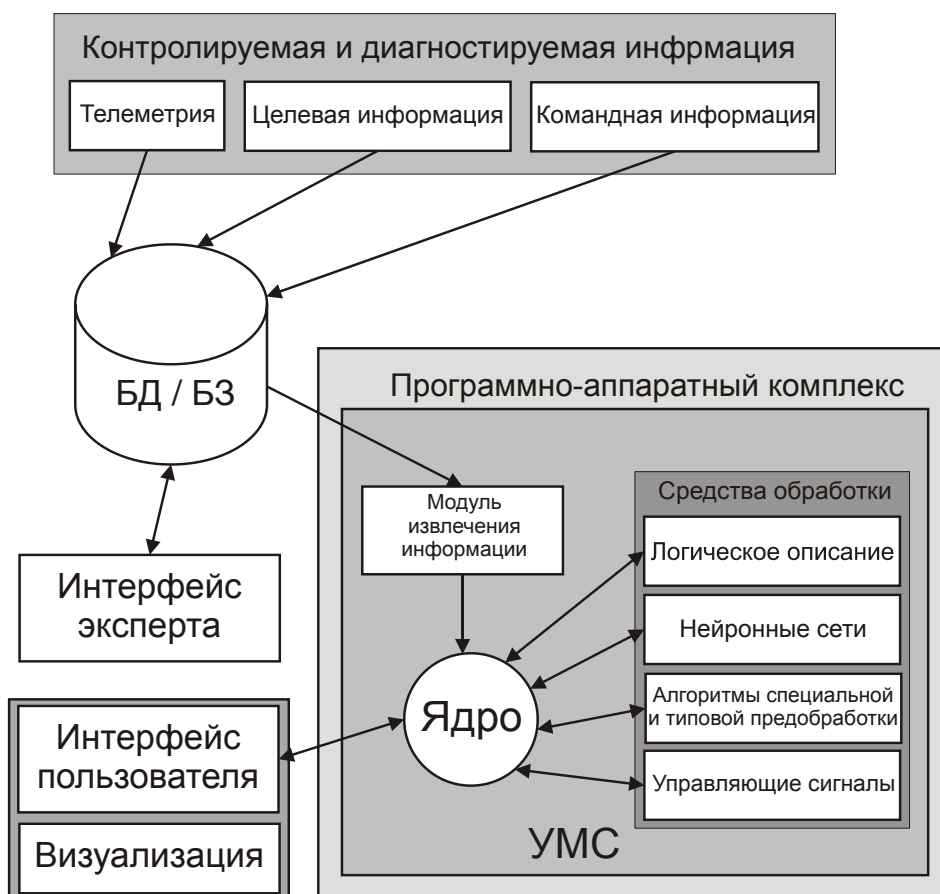 Контролируемая и диагностируемая инфрмация
Телеметрия
Целевая информация
Командная информация
БД / БЗ
Программно-аппаратный комплекс
Модуль
извлечения
информации
Средства обработки
Логическое описание
Нейронные сети
Алгоритмы специальной
и типовой предобработки
Управляющие сигналы
Интерфейс
эксперта
Ядро
Интерфейс
пользователя
Визуализация
УМС